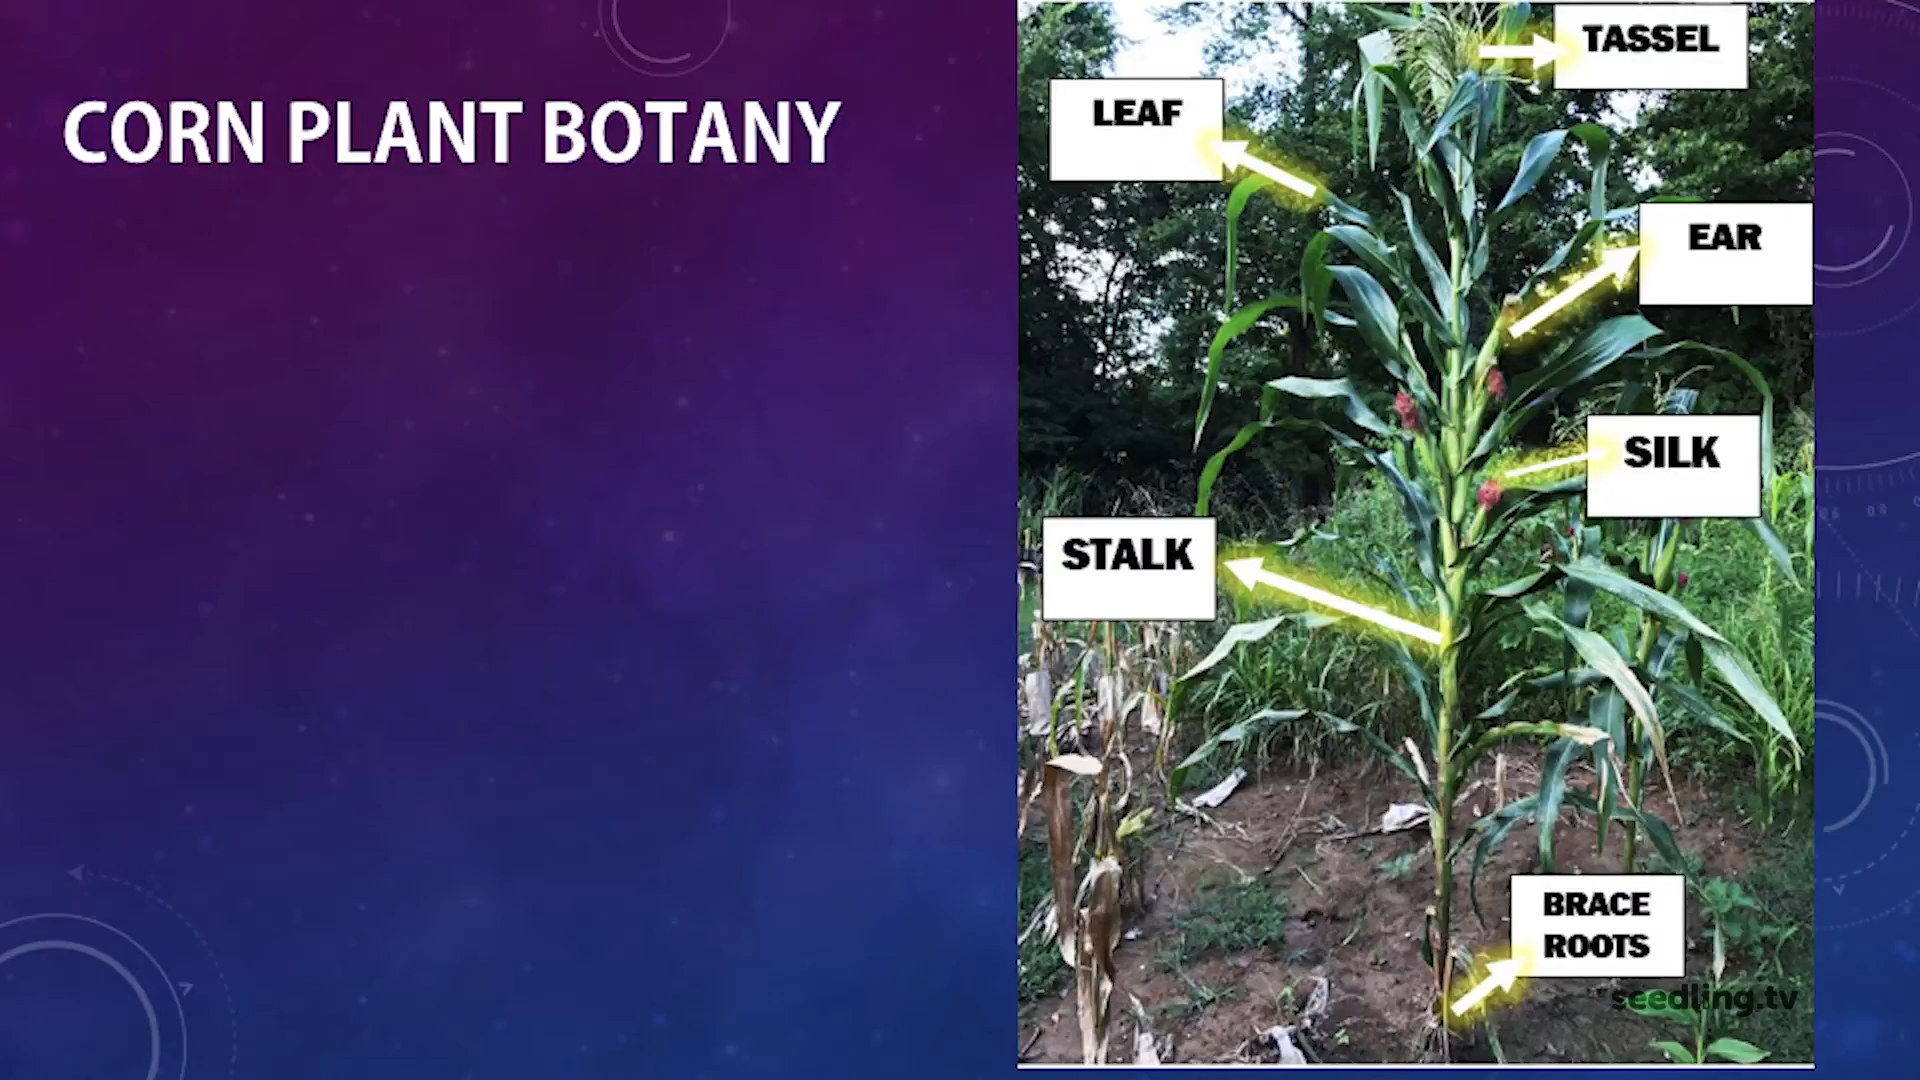 CORN PLANT BOTANY
TASSEL
LEAF
EAR
SILK
STALK
BRACE
ROOTS
seedling.tv